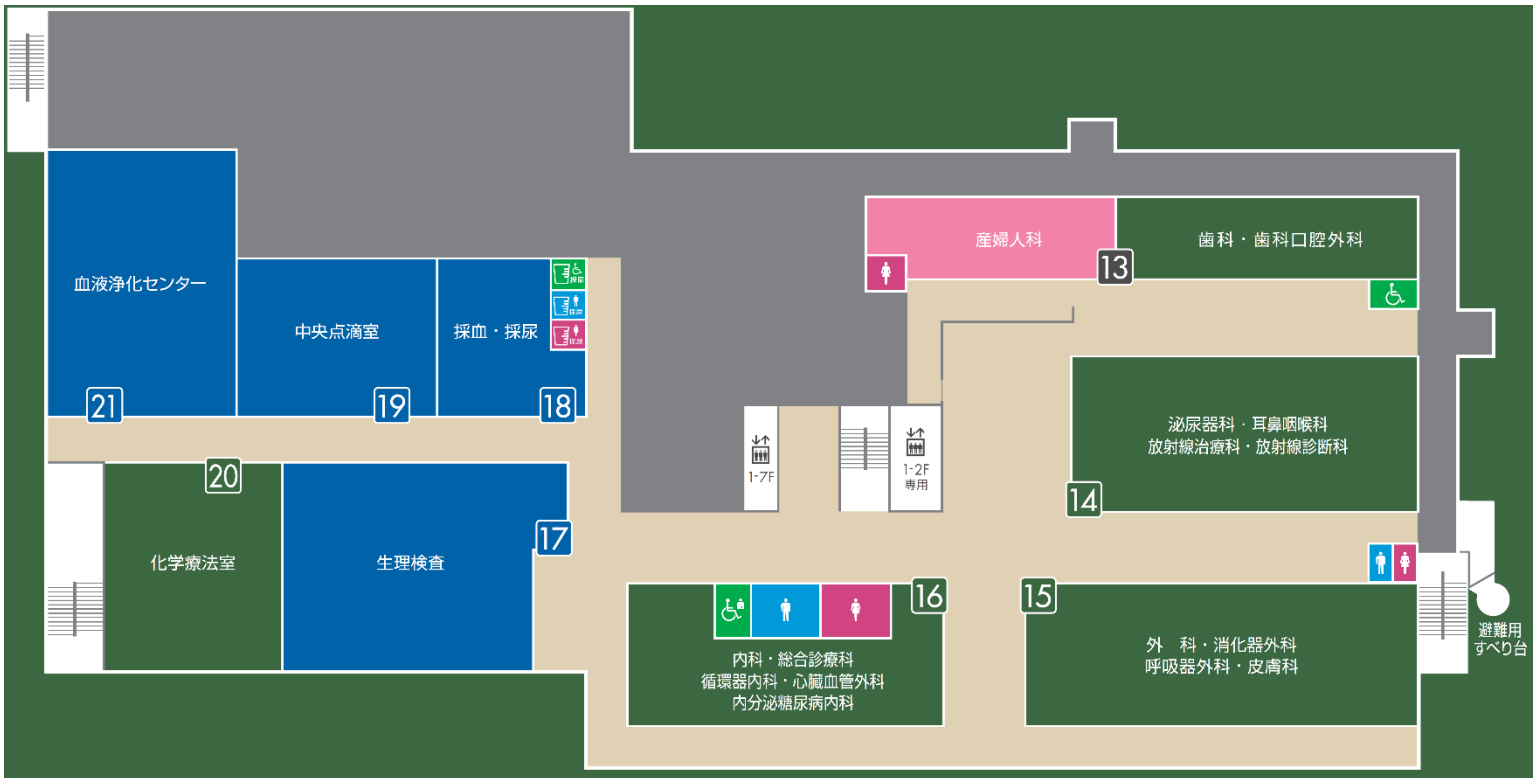 産婦人科
歯科・歯科口腔外科
13
血液浄化センター
中央点滴室
採血・採尿
採尿
採尿
採尿
21
19
18
泌尿器科・耳鼻咽喉科
放射線治療科・放射線診断科
14
1-7F
1-2F
専用
20
17
化学療法室
生理検査
16
15
内科・総合診療科
循環器内科・心臓血管外科
内分泌糖尿病内科
外　科・消化器外科
呼吸器外科・皮膚科
避難用
すべり台